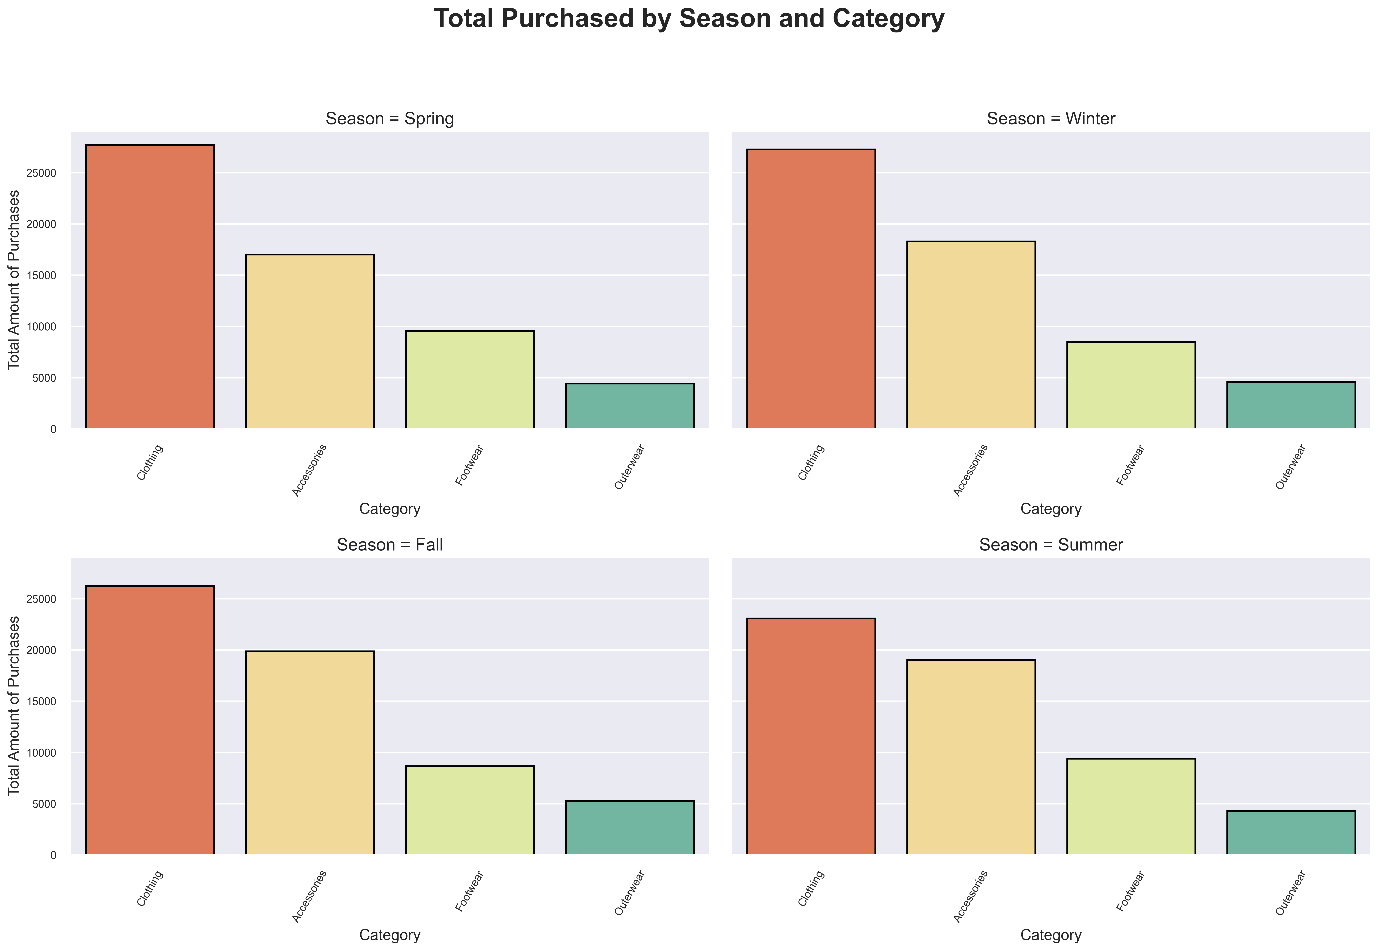 Total Purchased by Season and Category
Season = Spring
Season = Winter
25000
20000
15000
10000
5000
0
Total Amount of Purchases
Clothing
Accessories
Footwear
Outerwear
Category
Clothing
Accessories
Footwear
Outerwear
Category
Season = Fall
Season = Summer
25000
20000
15000
10000
5000
0
Total Amount of Purchases
Clothing
Accessories
Footwear
Outerwear
Category
Clothing
Accessories
Footwear
Outerwear
Category